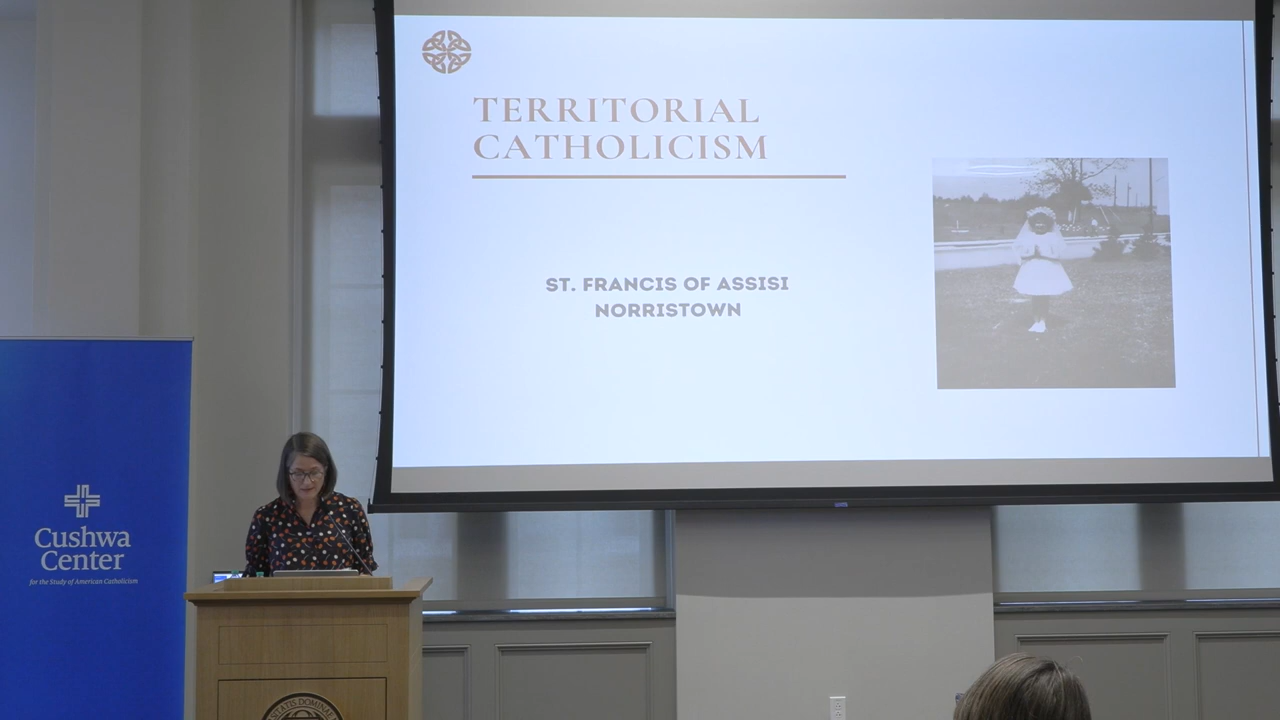 TERRITORIAL
CATHOLICISM
ST. FRANCIS OF ASSISI
NORRISTOWN
Cushwa
Center
for the Study of American Catholicism